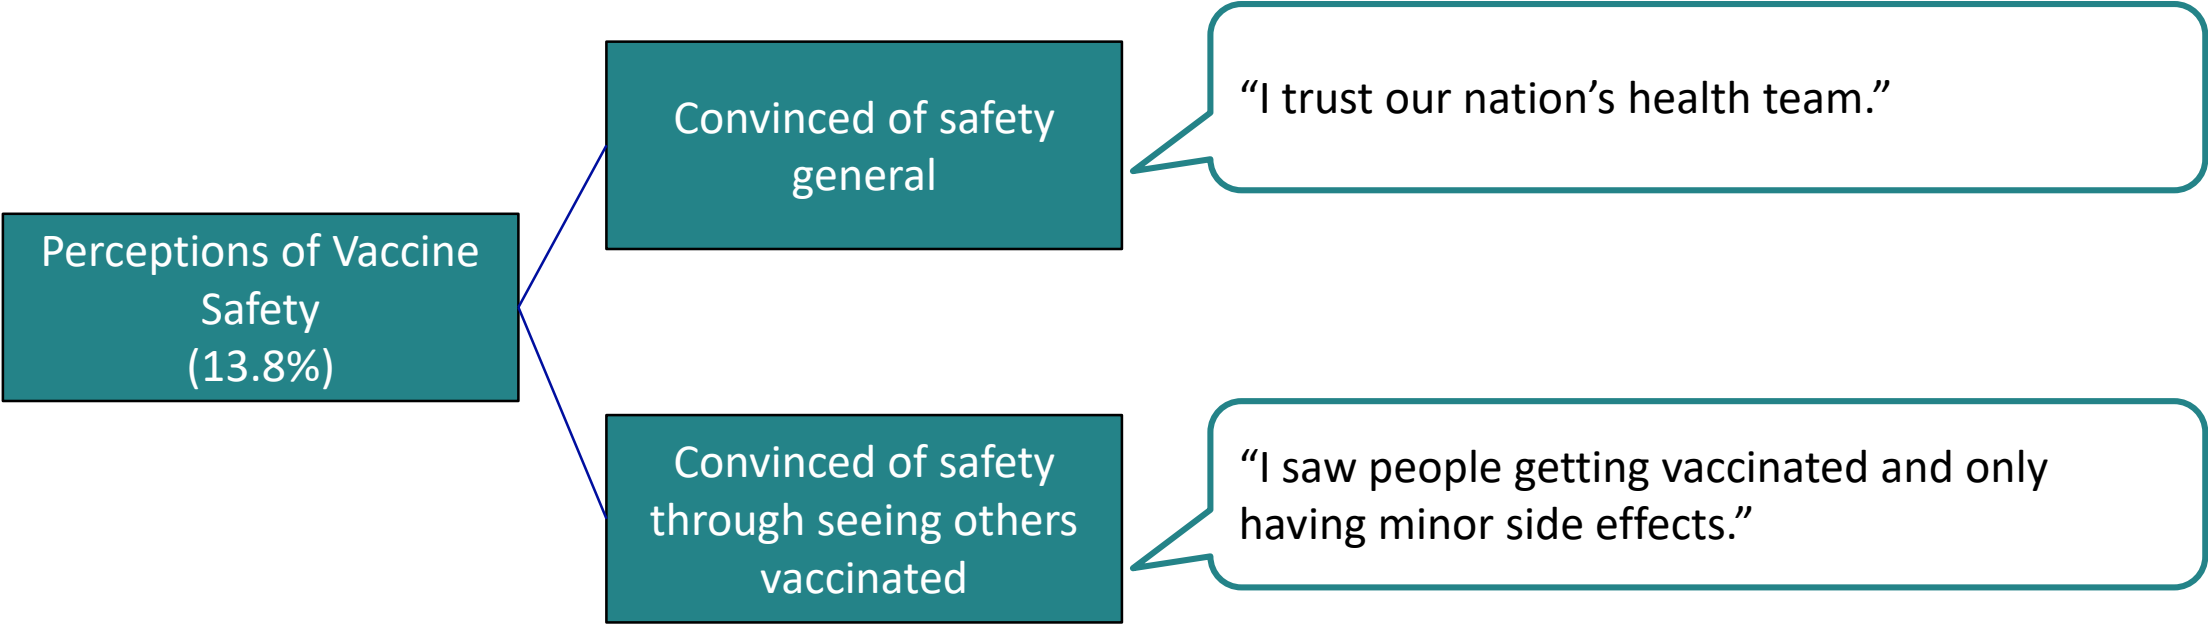 Perceptions of Vaccine
Safety
(13.8%)
Convinced of safety
general
“I trust our nation’s health team.”
Convinced of safety
through seeing others
vaccinated
“I saw people getting vaccinated and only
having minor side effects.”